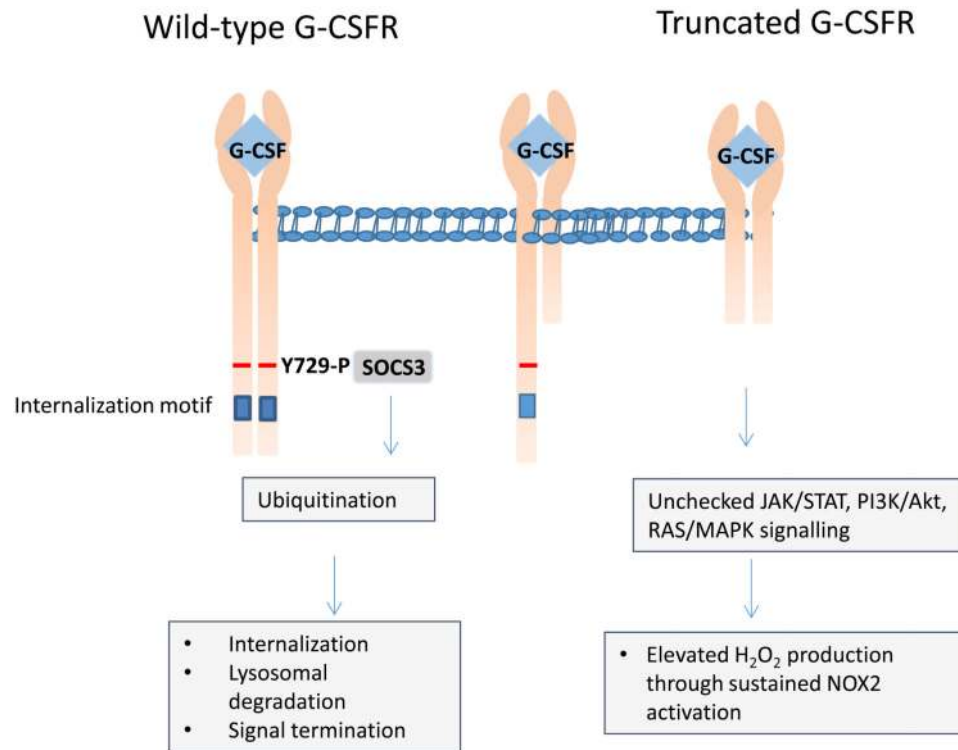 Wild-type G-CSFR
Truncated G-CSFR
G-CSF
G-CSF
G-CSF
Y729-P
SOCS3
Internalization motif
Ubiquitination
• Internalization
• Lysosomal
degradation
• Signal termination
Unchecked JAK/STAT, PI3K/Akt,
RAS/MAPK signalling
• Elevated H₂O₂ production
through sustained NOX2
activation